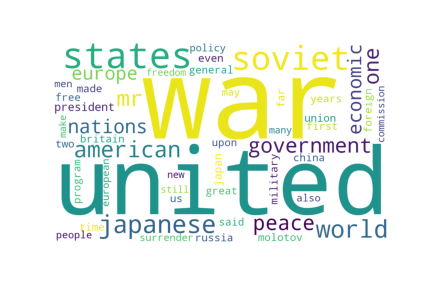 states policy soviet
even
europe freedom general economic one
men made mr war may far years
free president union foreign commission
make nations many first
two britain upon government
american japan
program european new military china
still us great also
united
time japanese said peace world
people surrender russia molotov